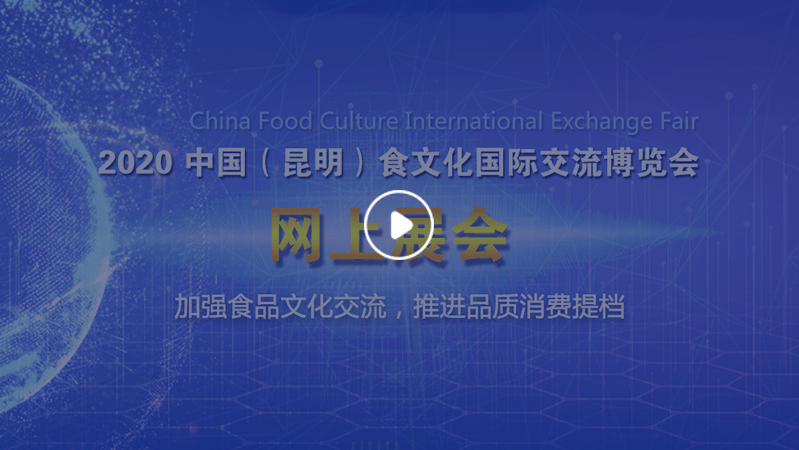 China Food Culture International Exchange Fair
2020 中国（昆明）食文化国际交流博览会
网上展会
加强食品文化交流，推进品质消费提档